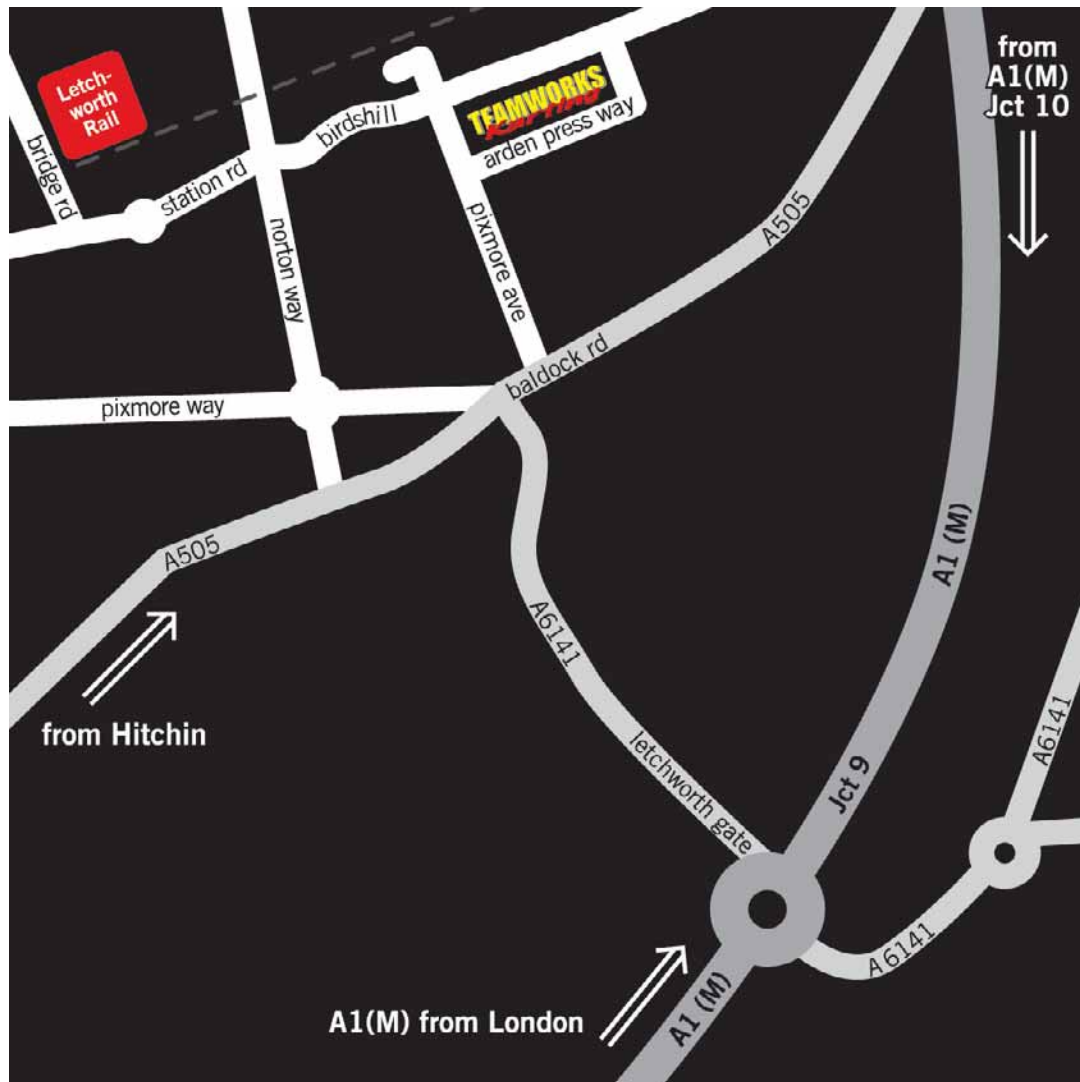 from
A1(M)
Jct 10
Letch-
worth
Rail
TEAMWORKS
Karting
birdshill
arden press way
bridge rd
station rd
norton way
pixmore ave
A505
baldock rd
pixmore way
A505
A1 (M)
A6141
from Hitchin
letchworth gate
A6141
Jct 9
A6141
A1(M) from London
A1 (M)